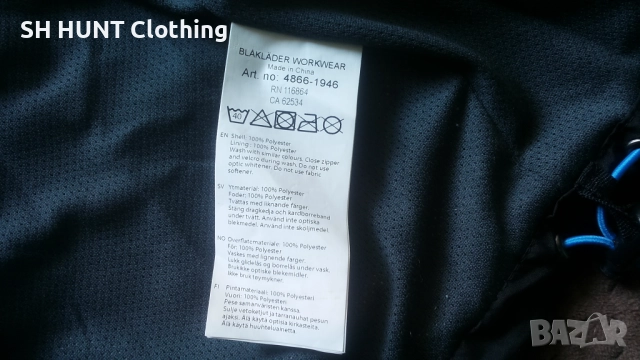 SH HUNT Clothing
BLÅKLÄDER WORKWEAR
Made in China
Art. no: 4866-1946
RN 116864
CA 62534
40
EN Shell: 100% Polyester
Lining: 100% Polyester
Wash with similar colours. Close zipper
and velcro during wash. Do not use
optic whitener. Do not use fabric
softener.
SV Yttmaterial: 100% Polyester
Foder: 100% Polyester
Tvättas med liknande färger.
Stäng dragkedja och kardborreband
under tvätt. Använd inte optiska
blekmedel. Använd inte sköljmedel.
NO Overflatzmateriale: 100% Polyester
Fôr: 100% Polyester
Vaskes med lignende farger.
Lukk glidelås og borrelås under vask.
Brukikke optiske blekemidler.
Ikke bruk tøymykner.
FI Pintamateriaali: 100% Polyester
Vuori: 100% Polyester
Pese samanväristen kanssa.
Sulje vetoketjut ja tarranauhat pesun
ajaksi. Älä käytä optisia kirkasteita.
Älä käytä huuhteluainetta.
BAZAR